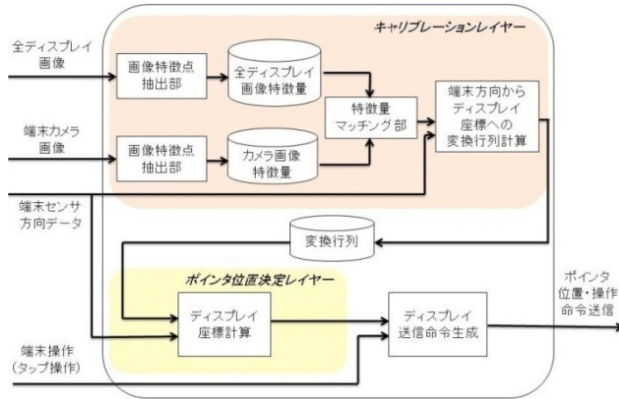 キャリブレーションレイヤー
全ディスプレイ
画像
画像特徴点
抽出部
全ディスプレイ
画像特徴量
特徴量
マッチング部
端末方向から
ディスプレイ
座標への
変換行列計算
端末カメラ
画像
画像特徴点
抽出部
カメラ画像
特徴量
端末センサ
方向データ
変換行列
ポインタ位置決定レイヤー
ディスプレイ
座標計算
ディスプレイ
送信命令生成
ポインタ
位置・操作
命令送信
端末操作
(タップ操作)